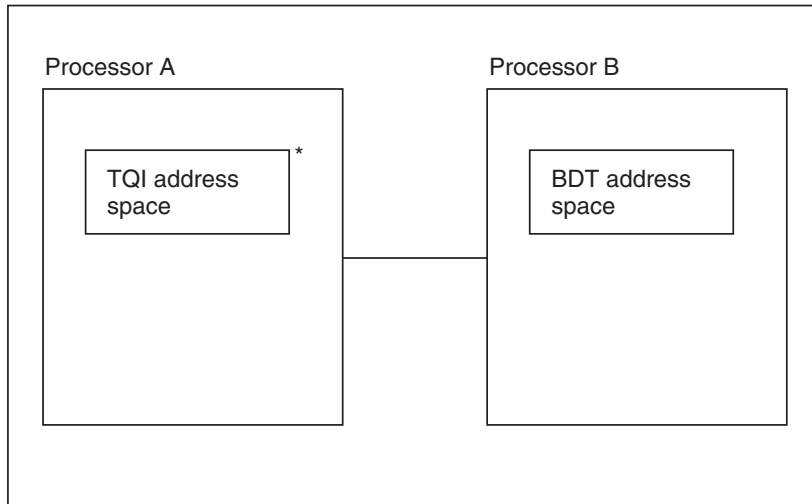 Processor A
Processor B
*
TQI address
space
BDT address
space